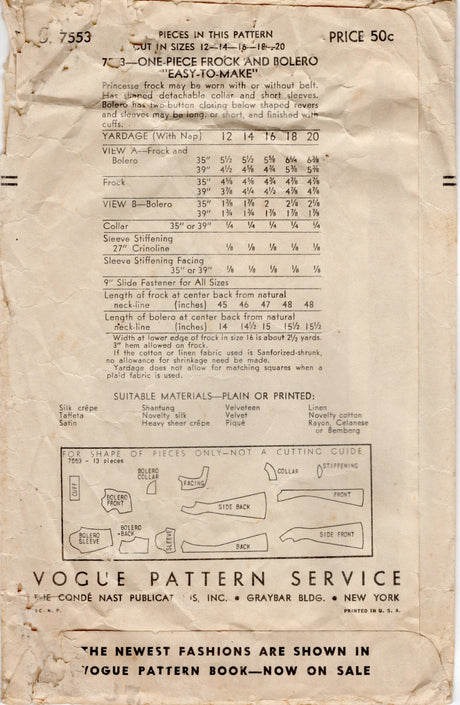 7553 PIECES IN THIS PATTERN PRICE 50c
CUT IN SIZES 12—14—16—18—20
7 3—ONE-PIECE FROCK AND BOLERO
"EASY-TO-MAKE"
Princesse frock may be worn with or without belt.
Has shaped detachable collar and short sleeves.
Bolero has two-button closing below shaped revers
and sleeves may be long, or short, and finished with
cuffs.
YARDAGE (With Nap) 12 14 16 18 20
VIEW A—Frock and
Bolero 35" 5½ 5½ 5⅝ 6¼ 6⅜
39" 4½ 4⅝ 4¾ 5⅜ 5⅝
Frock 35" 4⅝ 4⅝ 4¾ 4⅞ 4⅞
39" 3⅞ 4¼ 4½ 4⅝ 4⅞
VIEW B—Bolero 35" 1⅞ 1⅞ 2 2⅛ 2⅛
39" 1¾ 1¾ 1⅞ 1⅞ 1⅞
Collar 35" or 39" ¼ ¼ ¼ ¼ ¼
Sleeve Stiffening
27" Crinoline ⅛ ⅛ ⅛ ⅛ ⅛
Sleeve Stiffening Facing
35" or 39" ⅛ ⅛ ⅛ ⅛ ⅛
9" Slide Fastener for All Sizes
Length of frock at center back from natural
neck-line (inches) 45 46 47 48 48
Length of bolero at center back from natural
neck-line (inches) 14 14½ 15 15½ 15½
Width at lower edge of frock in size 16 is about 2½ yards.
3" hem allowed on frock.
If the cotton or linen fabric used is Sanforized-shrunk,
no allowance for shrinkage need be made.
Yardage does not allow for matching squares when a
plaid fabric is used.
SUITABLE MATERIALS—PLAIN OR PRINTED:
Silk crêpe Shantung Velveteen Linen
Taffeta Novelty silk Velvet Novelty cotton
Satin Heavy sheer crêpe Piqué Rayon, Celanese
or Bemberg
FOR SHAPE OF PIECES ONLY—NOT A CUTTING GUIDE
7553 - 13 pieces
CUFF
BOLERO FRONT
BOLERO COLLAR
FACING
SIDE BACK
COLLAR
STIFFENING
FRONT
BOLERO SLEEVE
BOLERO BACK
SLEEVE
BACK
SIDE FRONT
VOGUE PATTERN SERVICE
THE CONDÉ NAST PUBLICAT NS, INC. • GRAYBAR BLDG. • NEW YORK
C. N. P. PRINTED IN U. S. A.
THE NEWEST FASHIONS ARE SHOWN IN
VOGUE PATTERN BOOK—NOW ON SALE